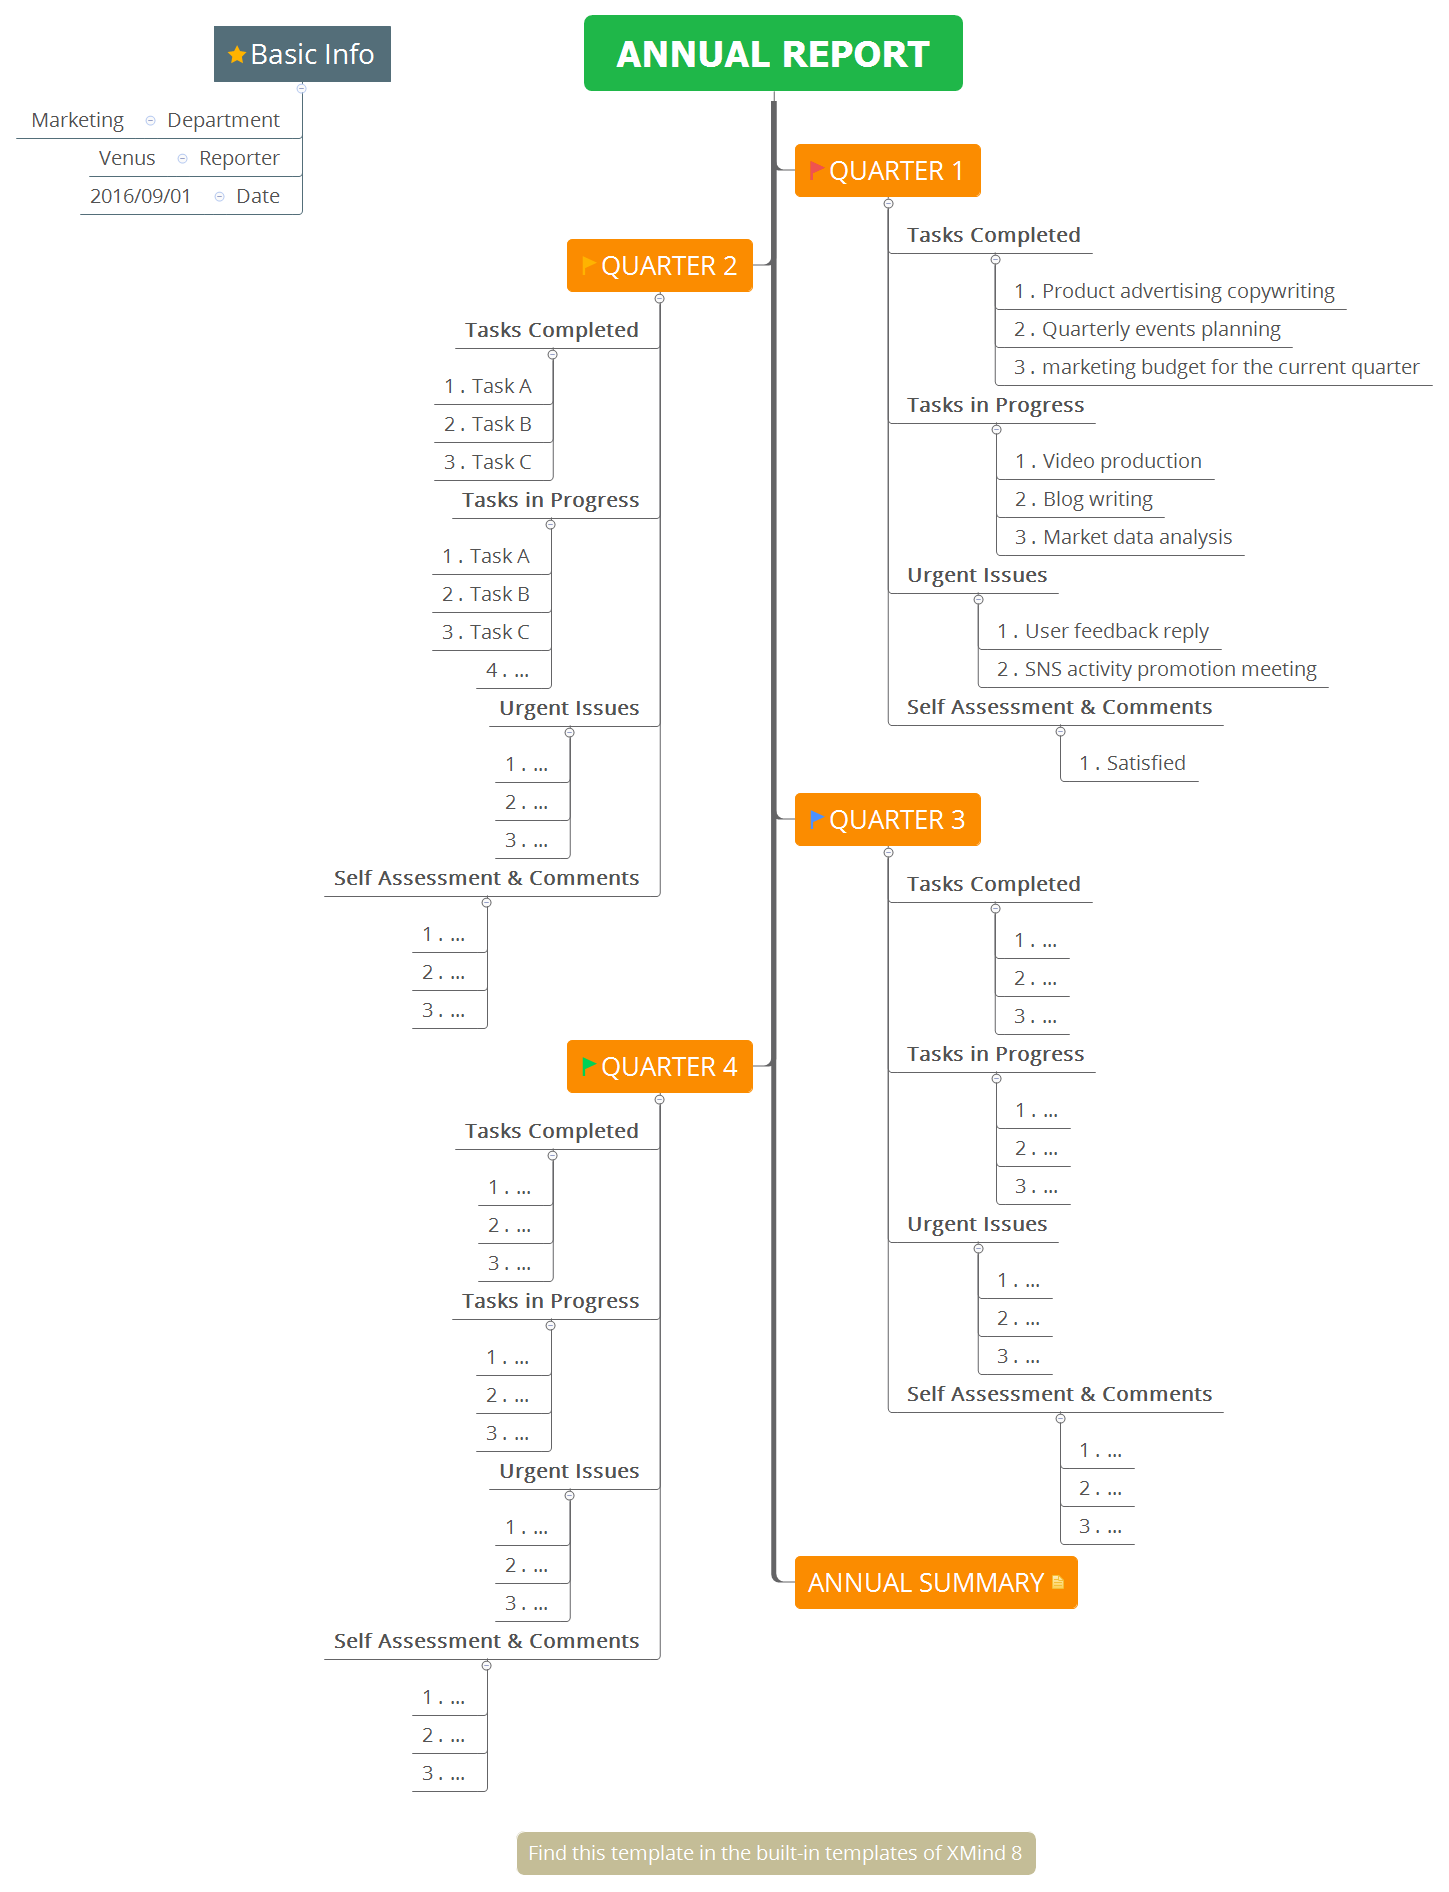 ANNUAL REPORT
Basic Info
Marketing Department
Venus Reporter
2016/09/01 Date
QUARTER 1
Tasks Completed
1 . Product advertising copywriting
2 . Quarterly events planning
3 . marketing budget for the current quarter
Tasks in Progress
1 . Video production
2 . Blog writing
3 . Market data analysis
Urgent Issues
1 . User feedback reply
2 . SNS activity promotion meeting
Self Assessment & Comments
1 . Satisfied
QUARTER 2
Tasks Completed
1 . Task A
2 . Task B
3 . Task C
Tasks in Progress
1 . Task A
2 . Task B
3 . Task C
4 . ...
Urgent Issues
1 . ...
2 . ...
3 . ...
Self Assessment & Comments
1 . ...
2 . ...
3 . ...
QUARTER 3
Tasks Completed
1 . ...
2 . ...
3 . ...
Tasks in Progress
1 . ...
2 . ...
3 . ...
Urgent Issues
1 . ...
2 . ...
3 . ...
Self Assessment & Comments
1 . ...
2 . ...
3 . ...
QUARTER 4
Tasks Completed
1 . ...
2 . ...
3 . ...
Tasks in Progress
1 . ...
2 . ...
3 . ...
Urgent Issues
1 . ...
2 . ...
3 . ...
Self Assessment & Comments
1 . ...
2 . ...
3 . ...
ANNUAL SUMMARY
Find this template in the built-in templates of XMind 8